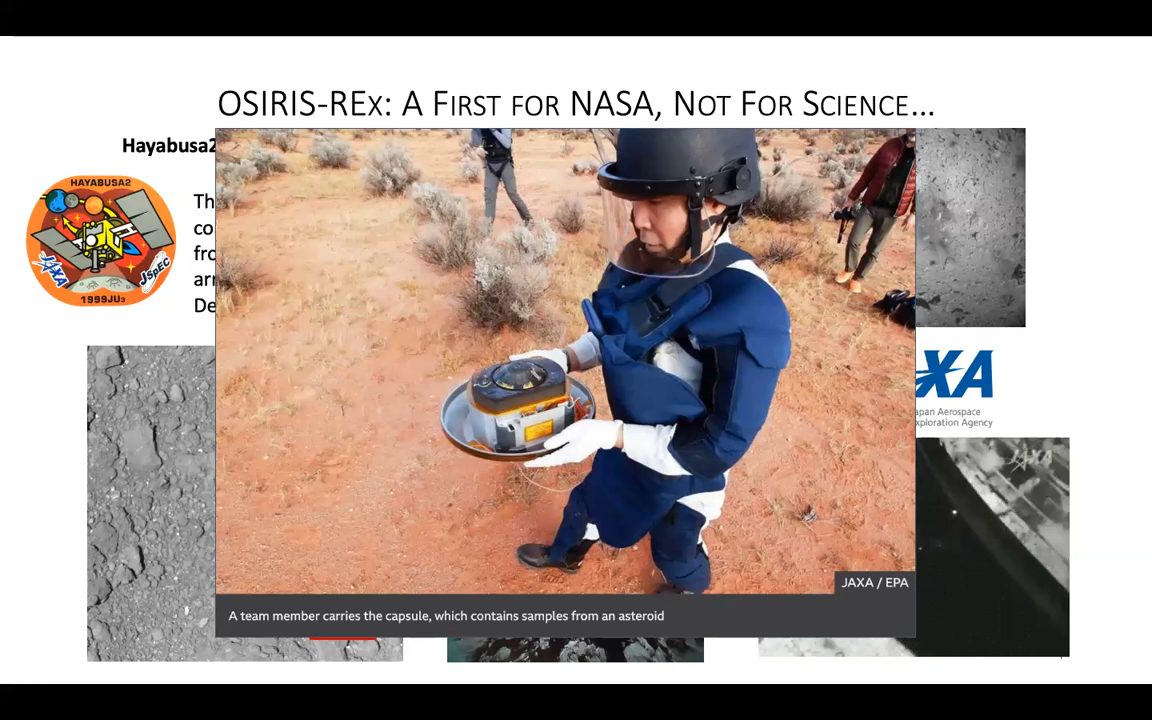 OSIRIS-REx: A First for NASA, Not For Science...
Hayabusa2
HAYABUSA2
JAXA
JSpEC
1999JU3
Th
co
fro
arr
De
XA
apan Aerospace
xploration Agency
JAXA
JAXA / EPA
A team member carries the capsule, which contains samples from an asteroid